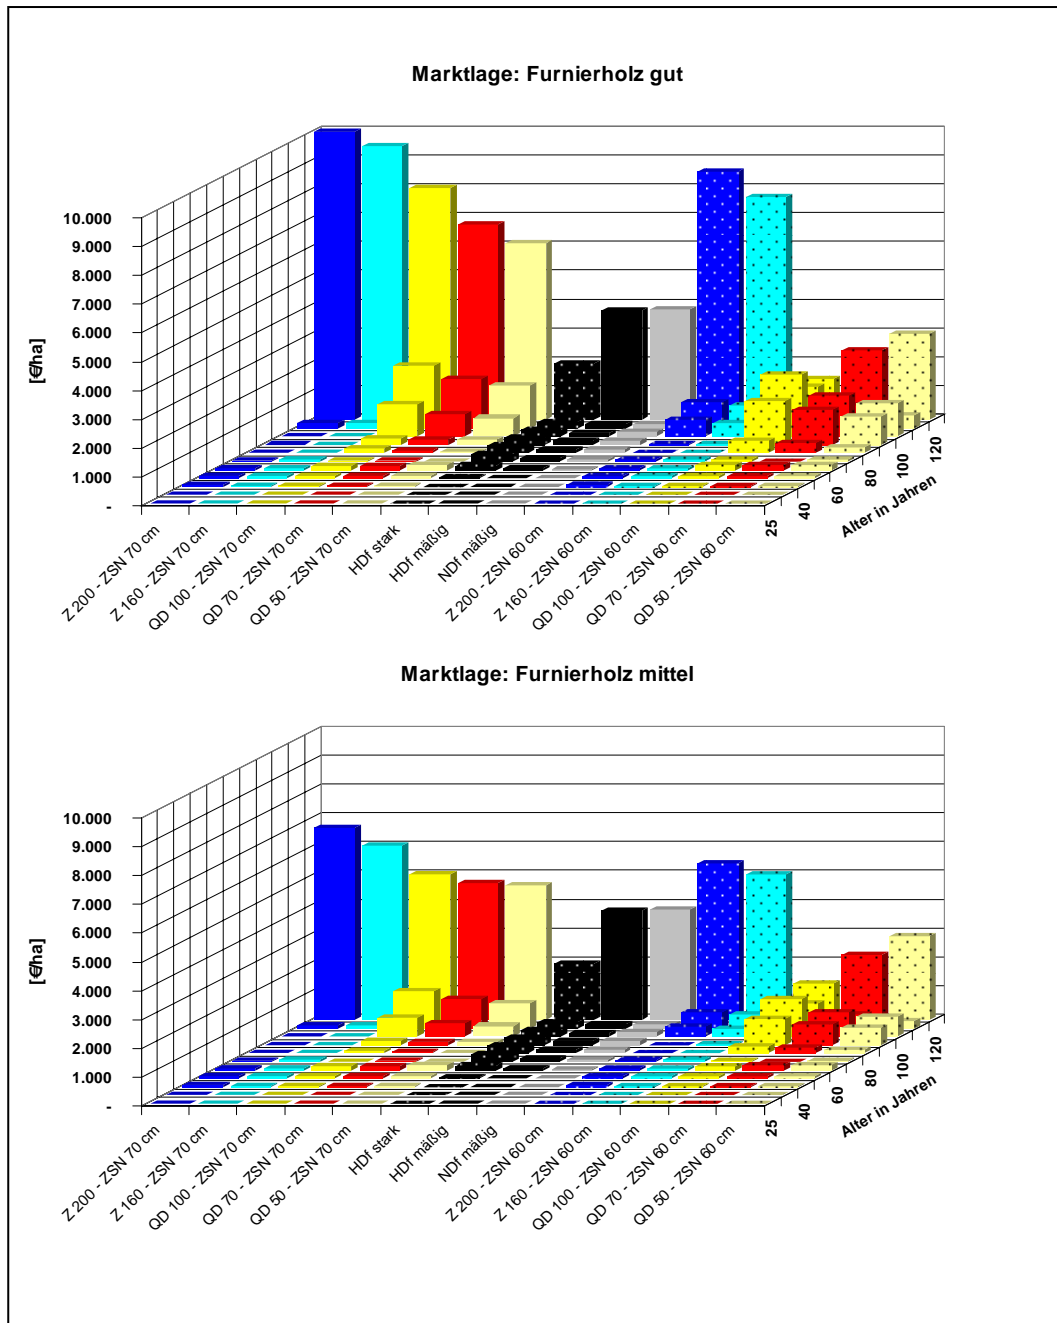 Marktlage: Furnierholz gut
[€/ha]
10.000
9.000
8.000
7.000
6.000
5.000
4.000
3.000
2.000
1.000
-
Z 200 - ZSN 70 cm
Z 160 - ZSN 70 cm
QD 100 - ZSN 70 cm
QD 70 - ZSN 70 cm
QD 50 - ZSN 70 cm
HDf stark
HDf mäßig
NDf mäßig
Z 200 - ZSN 60 cm
Z 160 - ZSN 60 cm
QD 100 - ZSN 60 cm
QD 70 - ZSN 60 cm
QD 50 - ZSN 60 cm
25
40
60
80
100
120
Alter in Jahren
Marktlage: Furnierholz mittel
[€/ha]
10.000
9.000
8.000
7.000
6.000
5.000
4.000
3.000
2.000
1.000
-
Z 200 - ZSN 70 cm
Z 160 - ZSN 70 cm
QD 100 - ZSN 70 cm
QD 70 - ZSN 70 cm
QD 50 - ZSN 70 cm
HDf stark
HDf mäßig
NDf mäßig
Z 200 - ZSN 60 cm
Z 160 - ZSN 60 cm
QD 100 - ZSN 60 cm
QD 70 - ZSN 60 cm
QD 50 - ZSN 60 cm
25
40
60
80
100
120
Alter in Jahren